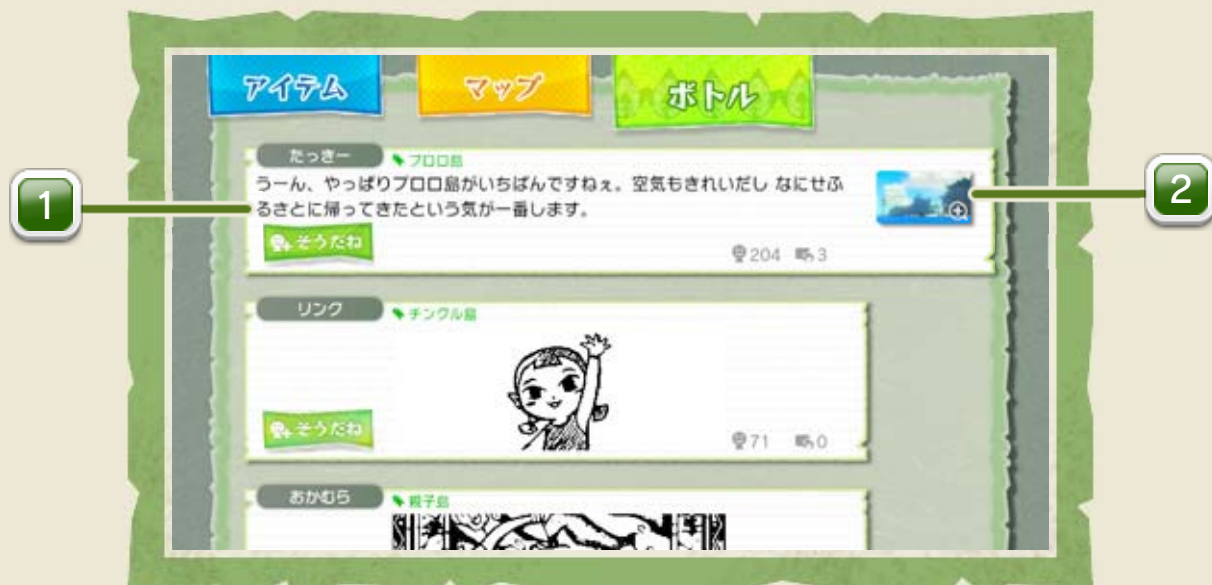 アイテム
マップ
ボトル
たっきー
プロロ島
うーん、やっぱりプロロ島がいちばんですねぇ。空気もきれいだし なにせふ
るさとに帰ってきたという気が一番します。
そうだね
204
3
1
2
リンク
チンクル島
そうだね
71
0
おかむら
親子島